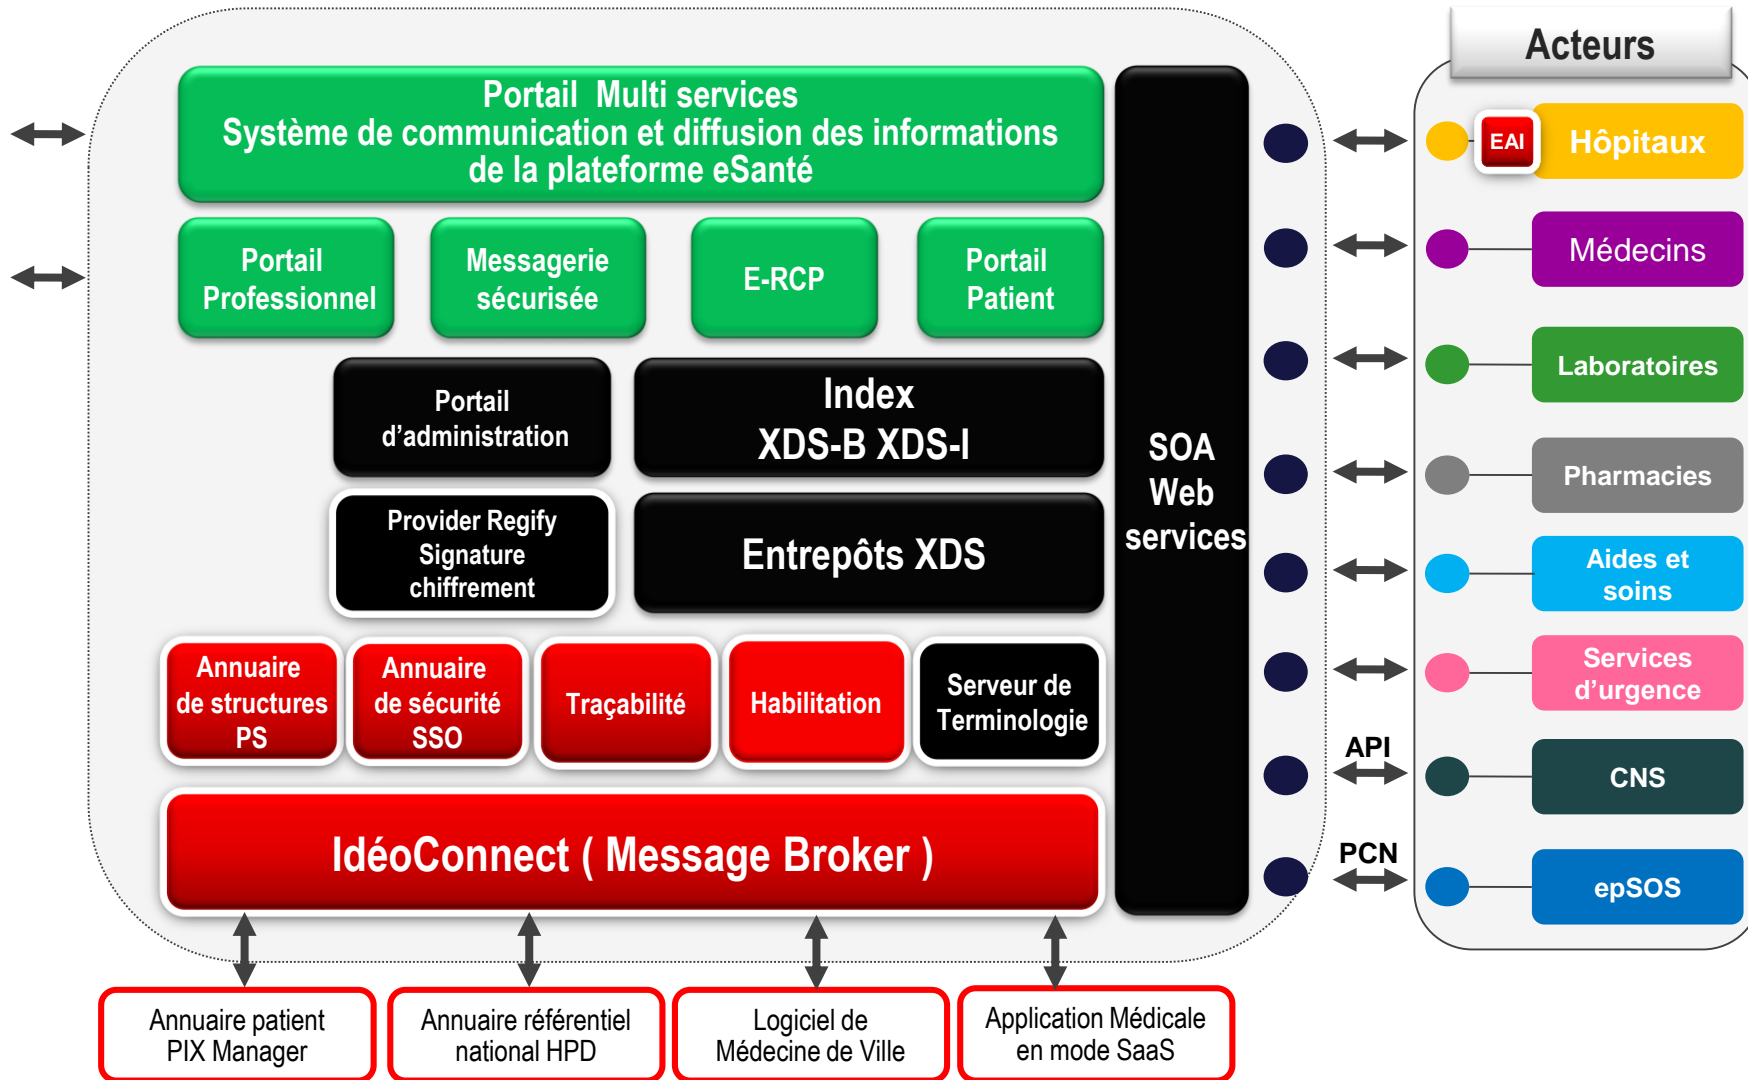 Acteurs
Portail Multi services
Système de communication et diffusion des informations
de la plateforme eSanté
Portail
Professionnel
Messagerie
sécurisée
E-RCP
Portail
Patient
Portail
d’administration
Index
XDS-B XDS-I
Provider Regify
Signature
chiffrement
Entrepôts XDS
SOA
Web
services
Annuaire
de structures
PS
Annuaire
de sécurité
SSO
Traçabilité
Habilitation
Serveur de
Terminologie
IdéoConnect ( Message Broker )
Annuaire patient
PIX Manager
Annuaire référentiel
national HPD
Logiciel de
Médecine de Ville
Application Médicale
en mode SaaS
EAI
Hôpitaux
Médecins
Laboratoires
Pharmacies
Aides et
soins
Services
d’urgence
API
CNS
PCN
epSOS